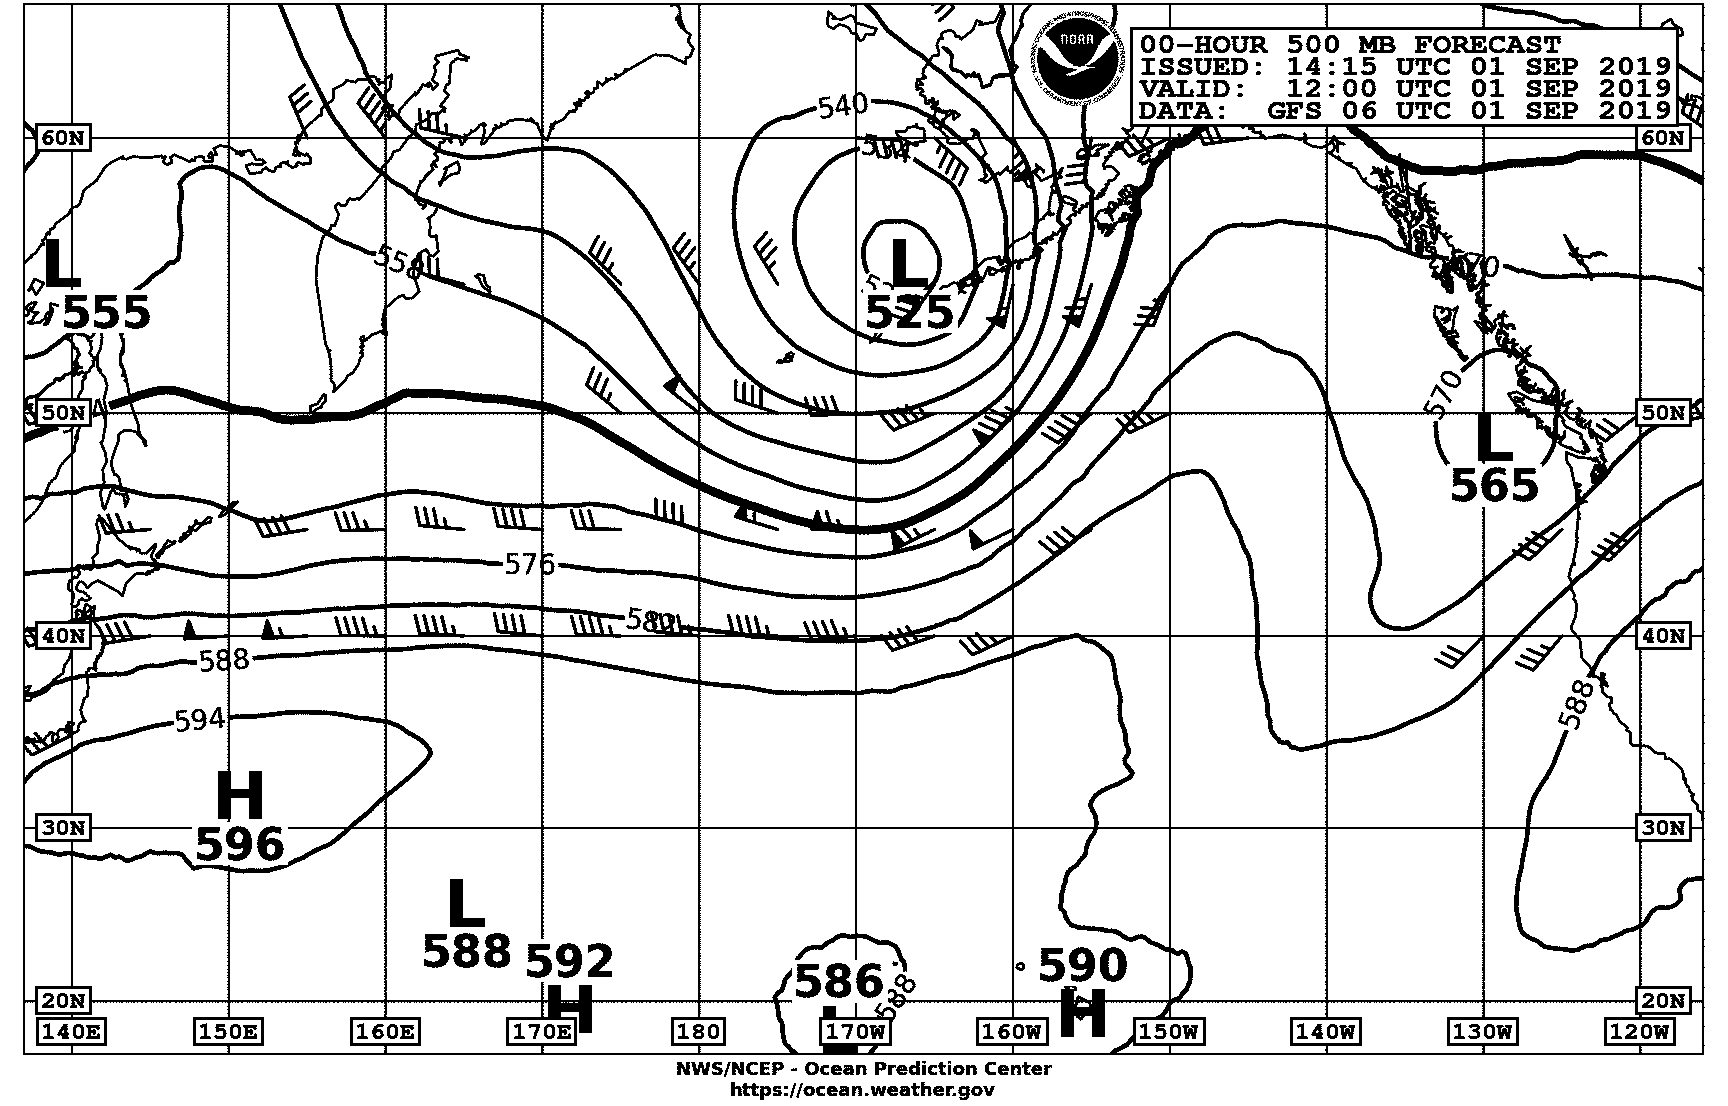 NOAA
00-HOUR 500 MB FORECAST
ISSUED: 14:15 UTC 01 SEP 2019
VALID: 12:00 UTC 01 SEP 2019
DATA: GFS 06 UTC 01 SEP 2019
540
60N
60N
558
L
555
L
525
570
50N
50N
L
565
576
582
40N
40N
588
588
594
H
596
30N
30N
L
588
592
H
586
588
590
H
20N
20N
140E 150E 160E 170E 180 170W 160W 150W 140W 130W 120W
NWS/NCEP - Ocean Prediction Center
https://ocean.weather.gov